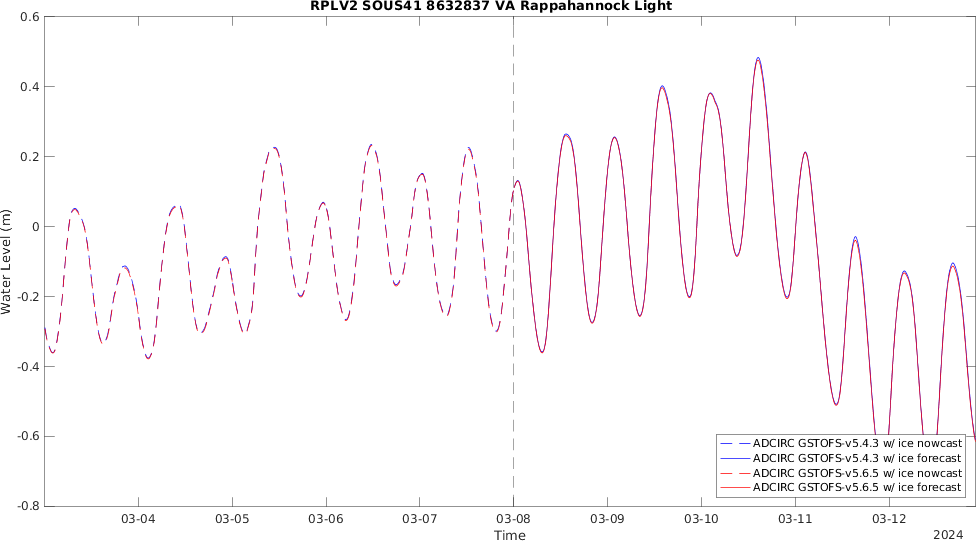 RPLV2 SOUS41 8632837 VA Rappahannock Light
0.6
0.4
0.2
0
-0.2
-0.4
-0.6
-0.8
Water Level (m)
ADCIRC GSTOFS-v5.4.3 w/ ice nowcast
ADCIRC GSTOFS-v5.4.3 w/ ice forecast
ADCIRC GSTOFS-v5.6.5 w/ ice nowcast
ADCIRC GSTOFS-v5.6.5 w/ ice forecast
03-04 03-05 03-06 03-07 03-08 03-09 03-10 03-11 03-12
Time
2024